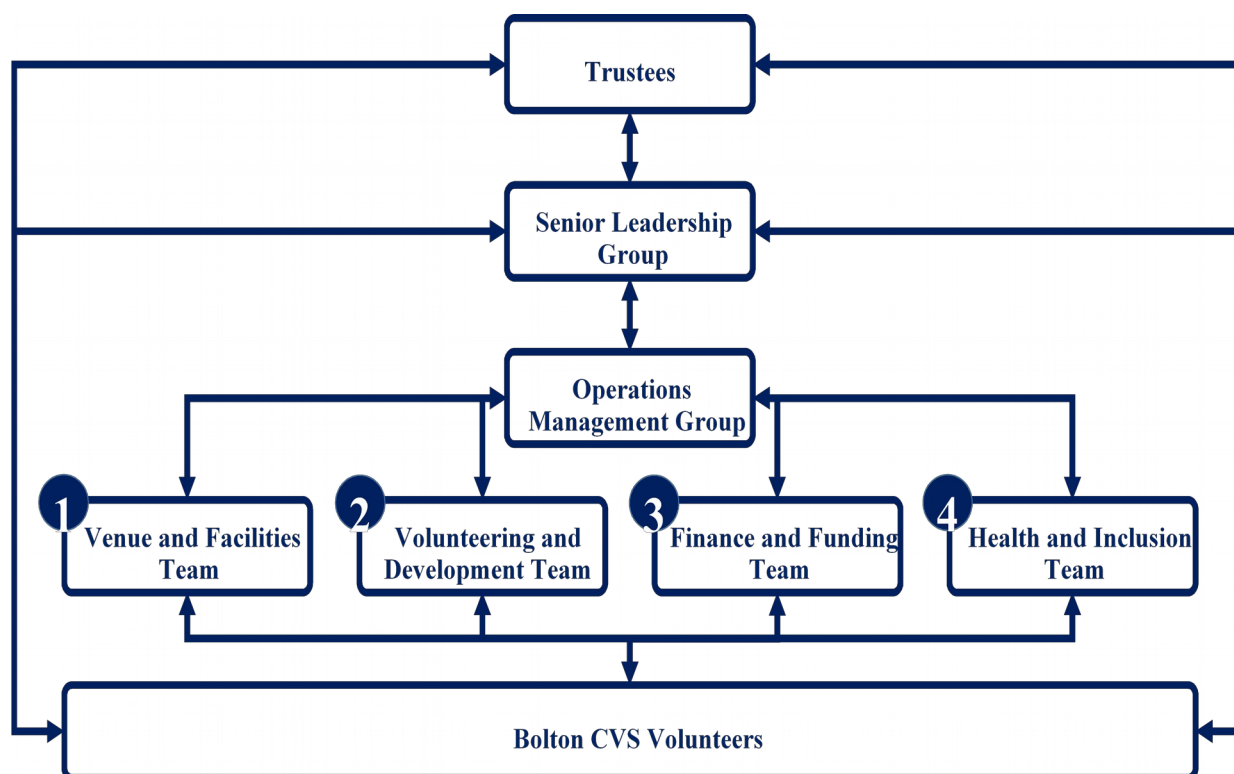 Trustees
Senior Leadership
Group
Operations
Management Group
1
Venue and Facilities
Team
2
Volunteering and
Development Team
3
Finance and Funding
Team
4
Health and Inclusion
Team
Bolton CVS Volunteers